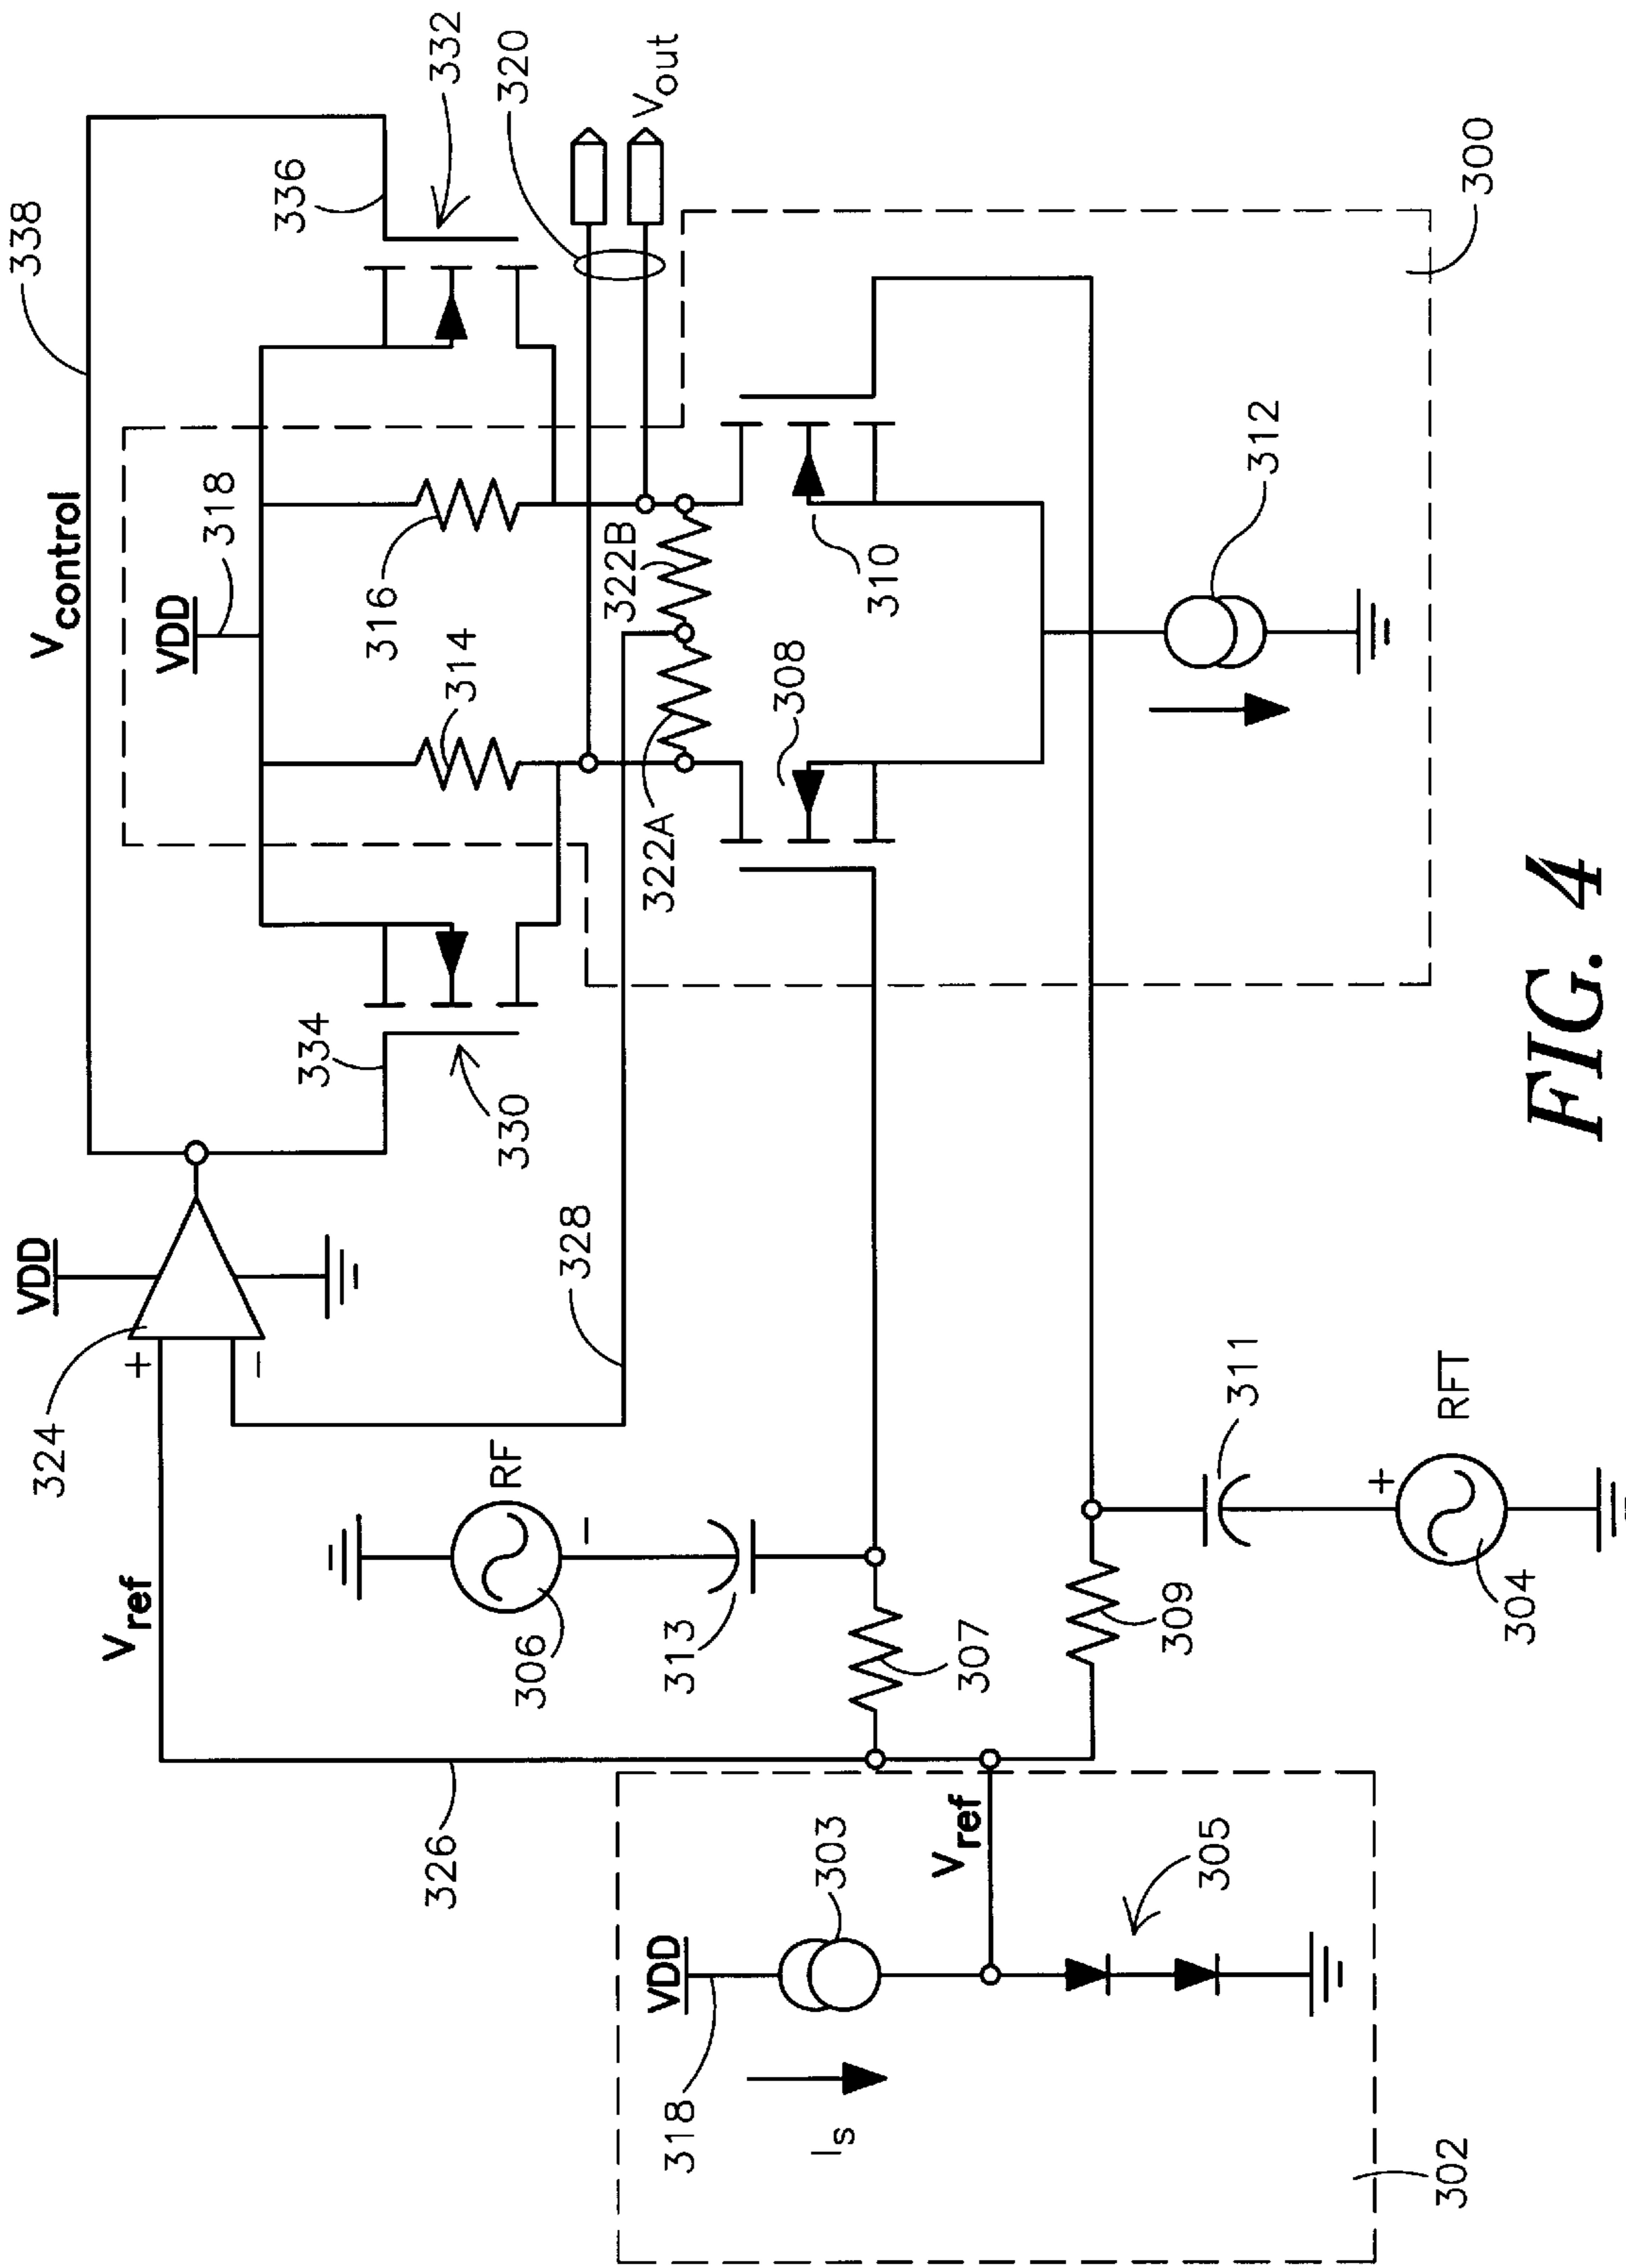 338
Vcontrol
VDD
318
336
332
320
Vout
VDD
324
+
−
334
330
314
316
322B
322A
328
Vref
326
RF
306
−
313
308
310
312
300
307
309
311
+
RFT
304
VDD
318
303
Is
Vref
305
302
FIG. 4